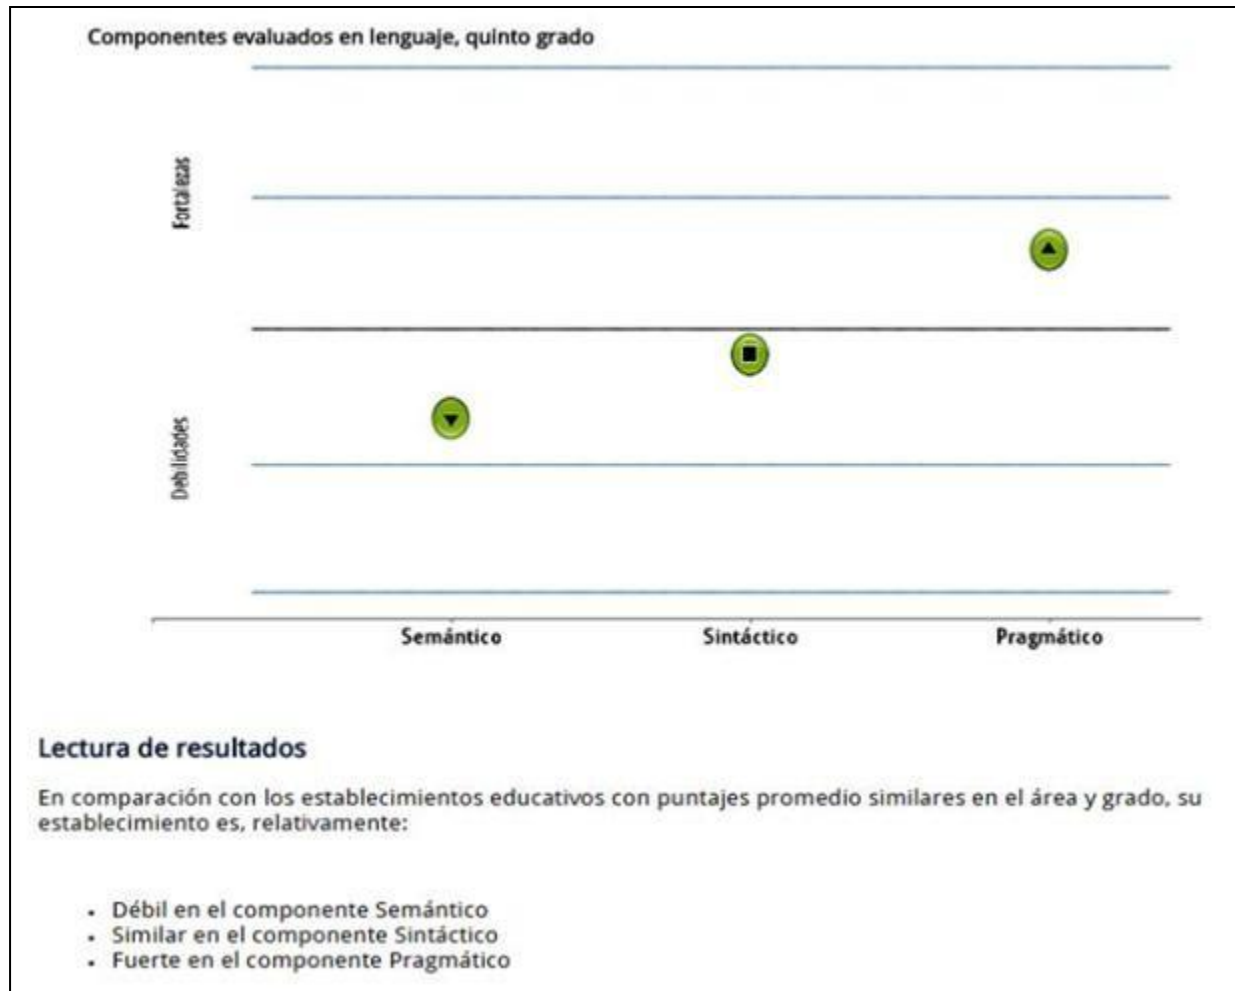 Componentes evaluados en lenguaje, quinto grado
Fortalezas
Debilidades
Semántico Sintáctico Pragmático
Lectura de resultados
En comparación con los establecimientos educativos con puntajes promedio similares en el área y grado, su
establecimiento es, relativamente:
• Débil en el componente Semántico
• Similar en el componente Sintáctico
• Fuerte en el componente Pragmático